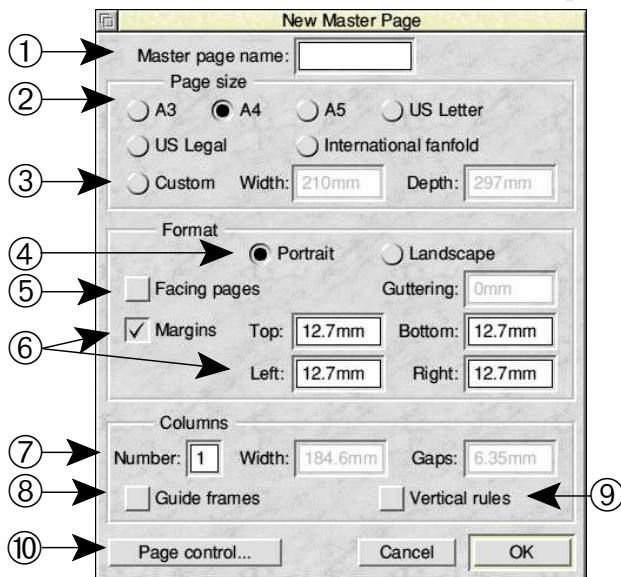 New Master Page
① Master page name:
Page size
② A3 A4 A5 US Letter
US Legal International fanfold
③ Custom Width: 210mm Depth: 297mm
Format
④ Portrait Landscape
⑤ Facing pages Guttering: 0mm
⑥ Margins Top: 12.7mm Bottom: 12.7mm
Left: 12.7mm Right: 12.7mm
Columns
⑦ Number: 1 Width: 184.6mm Gaps: 6.35mm
⑧ Guide frames Vertical rules ⑨
⑩ Page control... Cancel OK